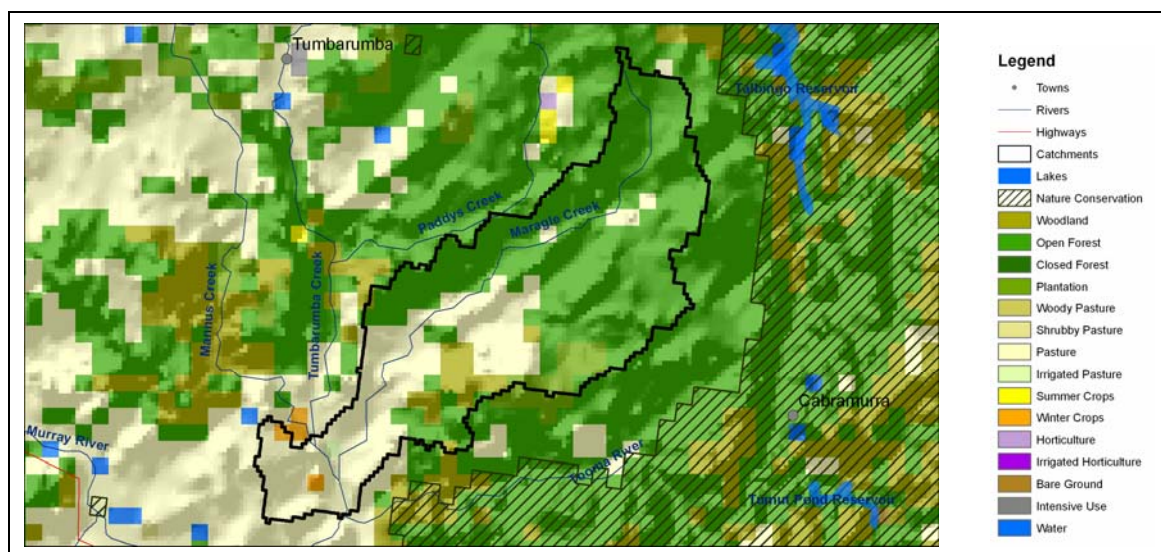 Tumbarumba
Talbingo Reservoir
Paddys Creek
Maragle Creek
Mannus Creek
Tumbarumba Creek
Cabramurra
Murray River
Tooma River
Tumut Pond Reservoir
Legend
Towns
Rivers
Highways
Catchments
Lakes
Nature Conservation
Woodland
Open Forest
Closed Forest
Plantation
Woody Pasture
Shrubby Pasture
Pasture
Irrigated Pasture
Summer Crops
Winter Crops
Horticulture
Irrigated Horticulture
Bare Ground
Intensive Use
Water